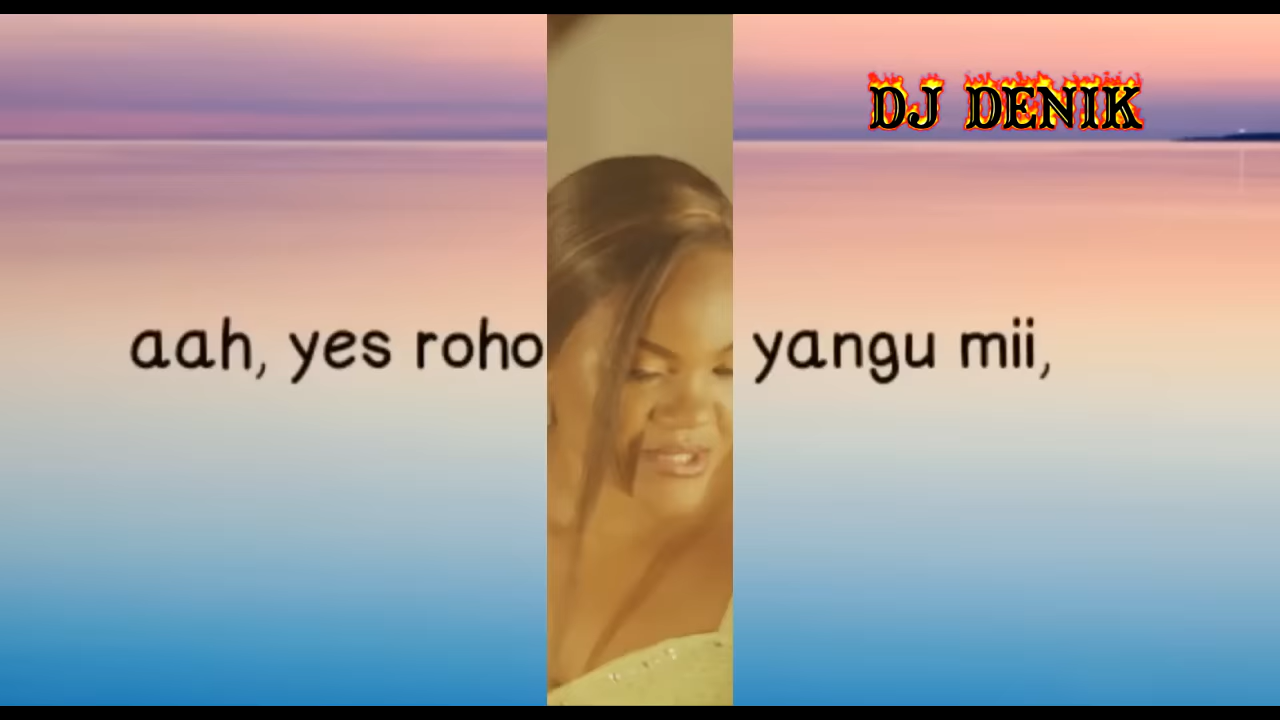 DJ DENIK
aah, yes roho yangu mii,